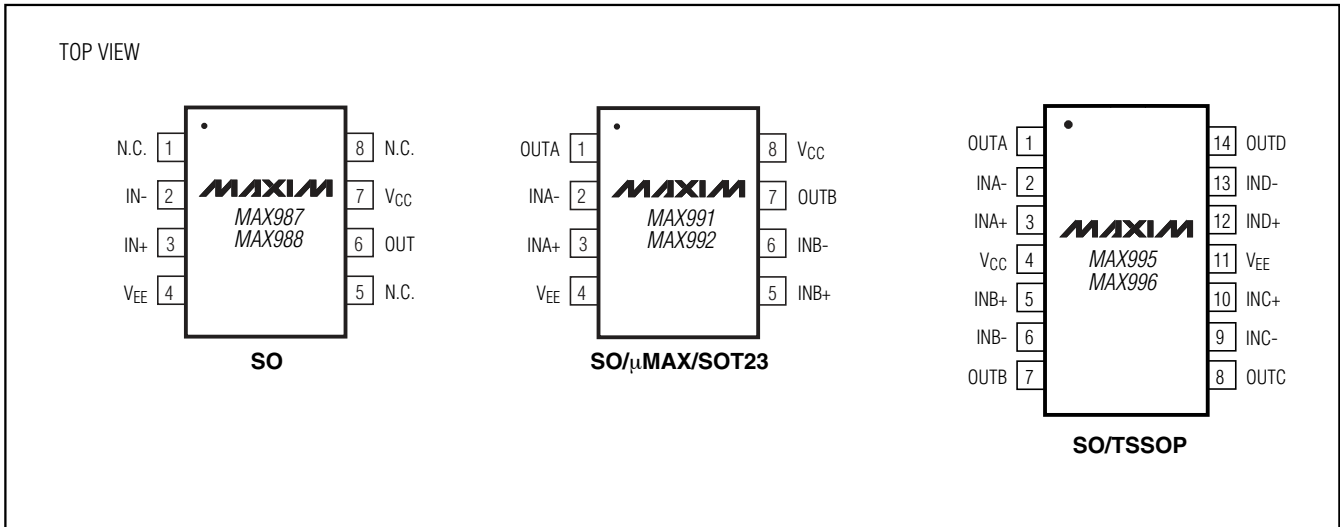 TOP VIEW
N.C. 1
IN- 2
IN+ 3
VEE 4
MAXIM
MAX987
MAX988
8 N.C.
7 VCC
6 OUT
5 N.C.
SO
OUTA 1
INA- 2
INA+ 3
VEE 4
MAXIM
MAX991
MAX992
8 VCC
7 OUTB
6 INB-
5 INB+
SO/μMAX/SOT23
OUTA 1
INA- 2
INA+ 3
VCC 4
INB+ 5
INB- 6
OUTB 7
MAXIM
MAX995
MAX996
14 OUTD
13 IND-
12 IND+
11 VEE
10 INC+
9 INC-
8 OUTC
SO/TSSOP